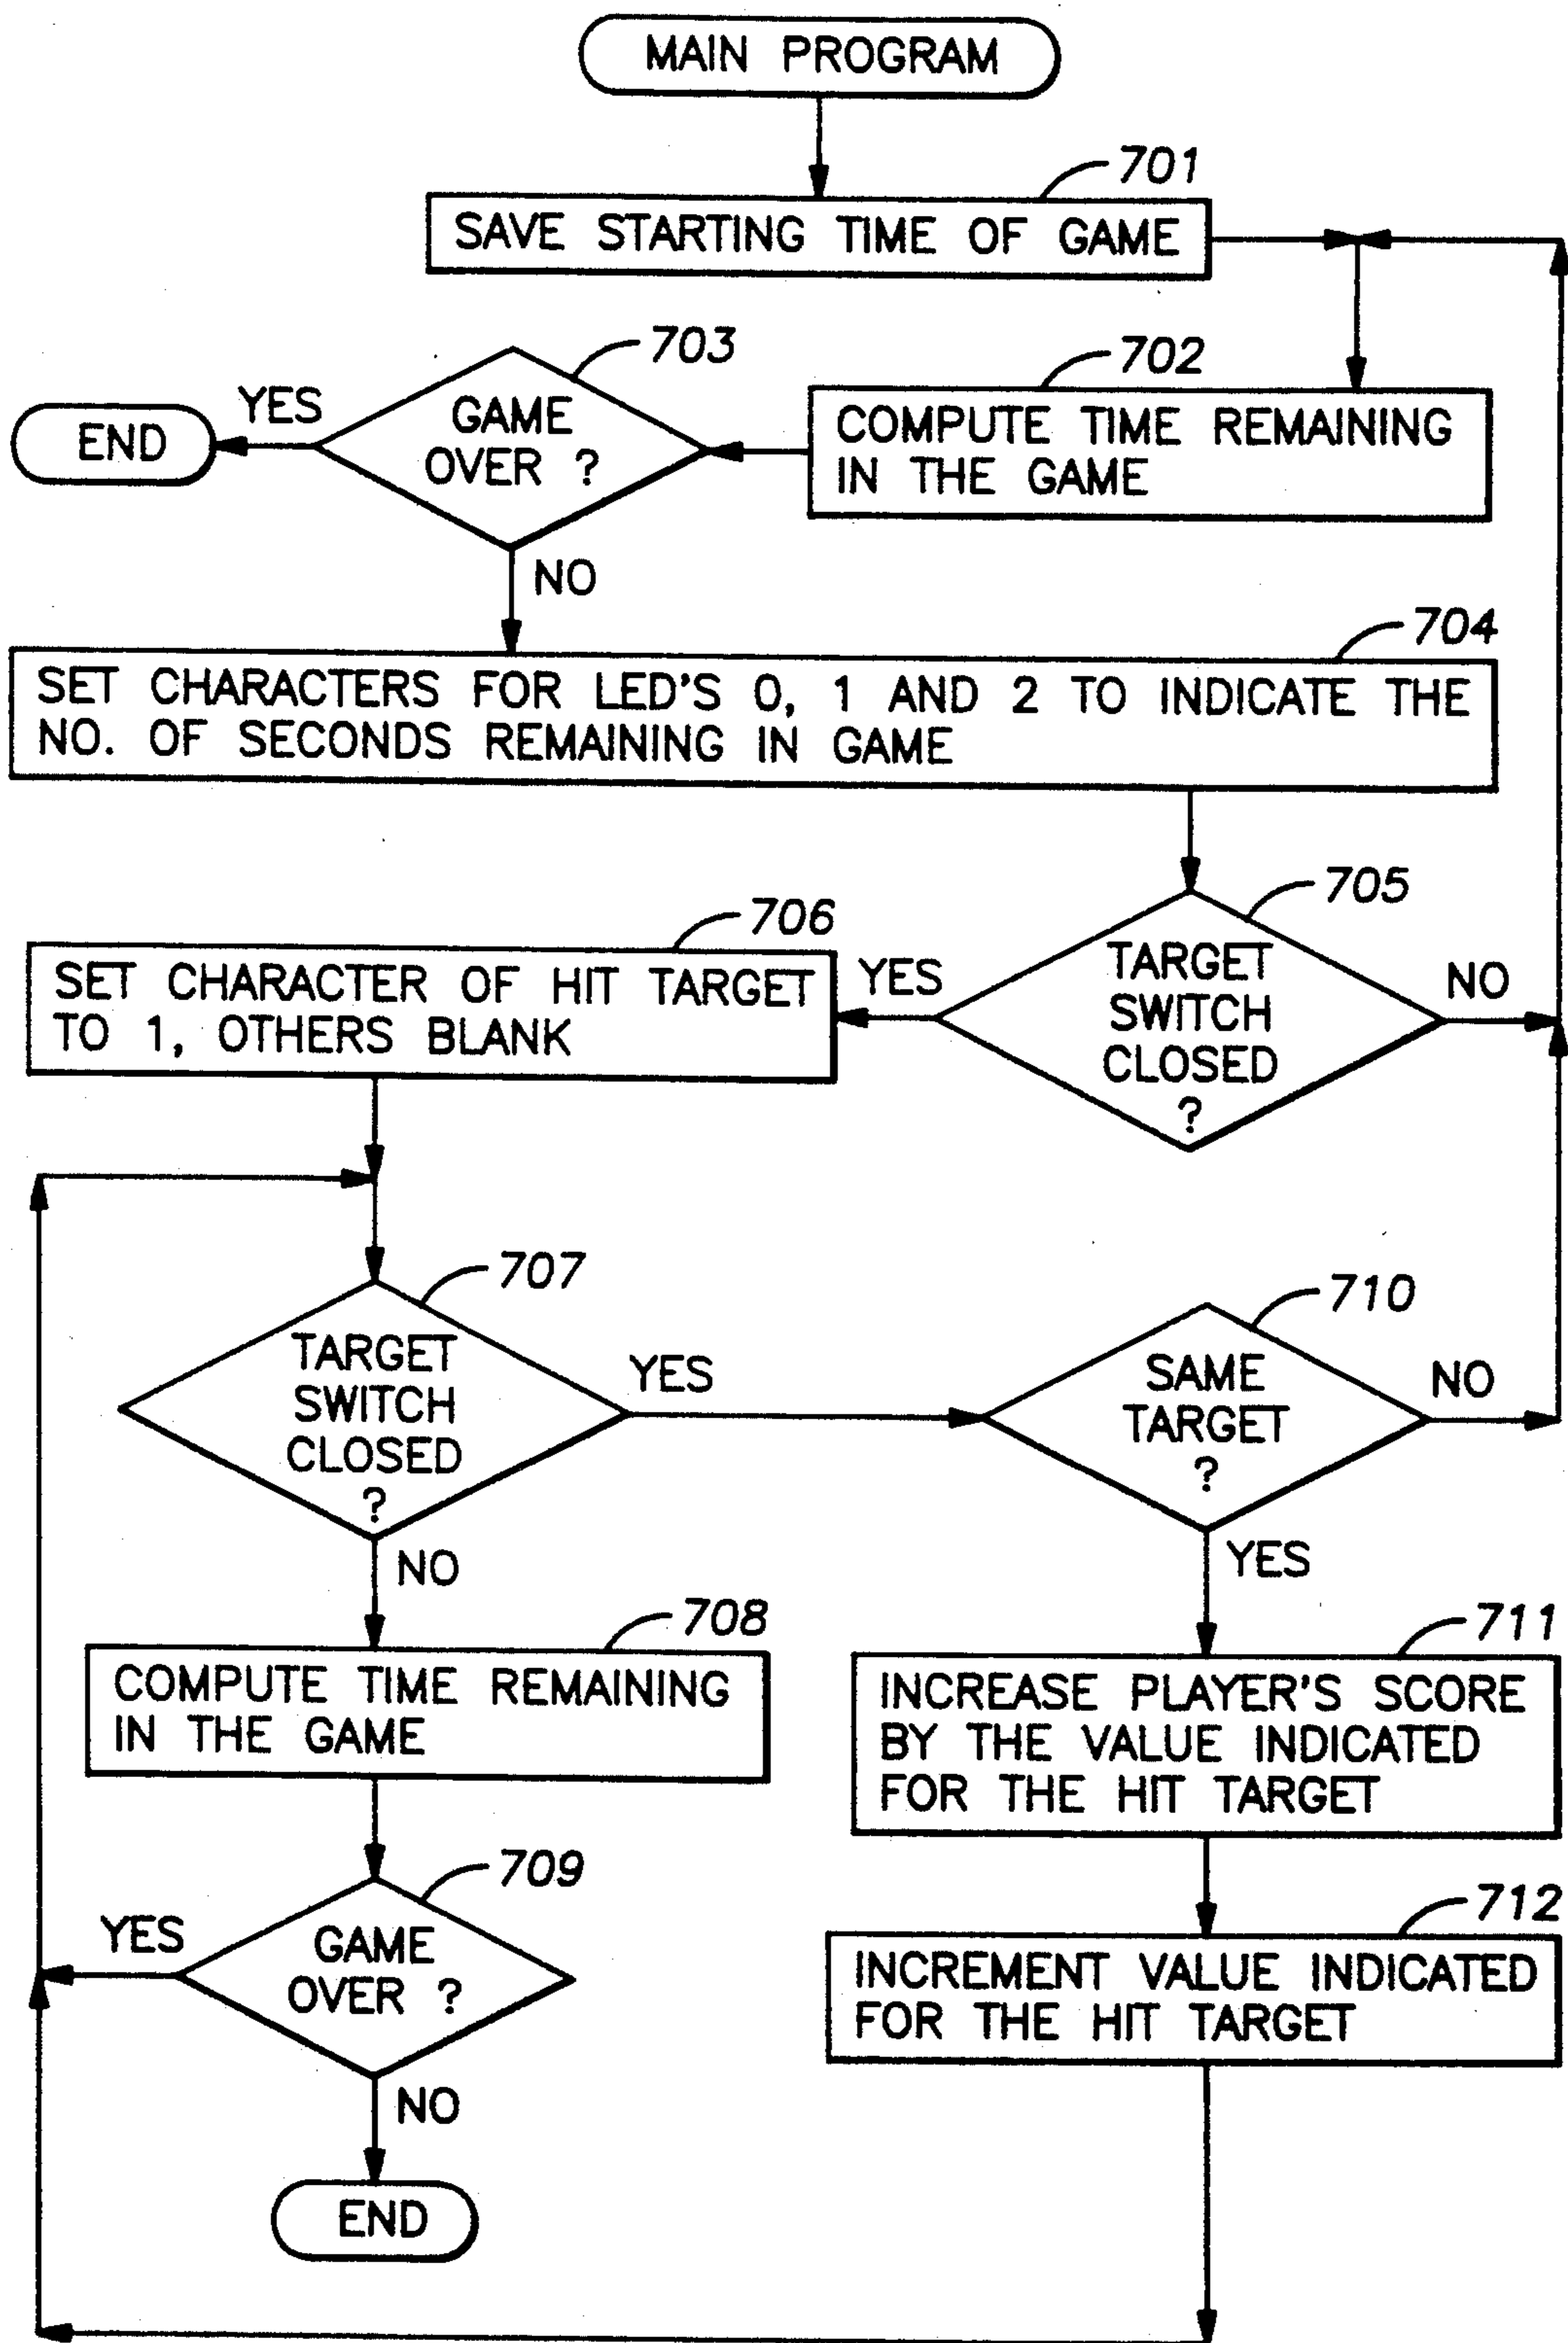 MAIN PROGRAM
701
SAVE STARTING TIME OF GAME
703
702
YES
END
GAME
OVER ?
COMPUTE TIME REMAINING
IN THE GAME
NO
704
SET CHARACTERS FOR LED'S 0, 1 AND 2 TO INDICATE THE
NO. OF SECONDS REMAINING IN GAME
705
706
SET CHARACTER OF HIT TARGET
TO 1, OTHERS BLANK
YES
TARGET
SWITCH
CLOSED
?
NO
707
TARGET
SWITCH
CLOSED
?
YES
710
SAME
TARGET
?
NO
NO
YES
708
COMPUTE TIME REMAINING
IN THE GAME
711
INCREASE PLAYER'S SCORE
BY THE VALUE INDICATED
FOR THE HIT TARGET
709
YES
GAME
OVER ?
712
INCREMENT VALUE INDICATED
FOR THE HIT TARGET
NO
END